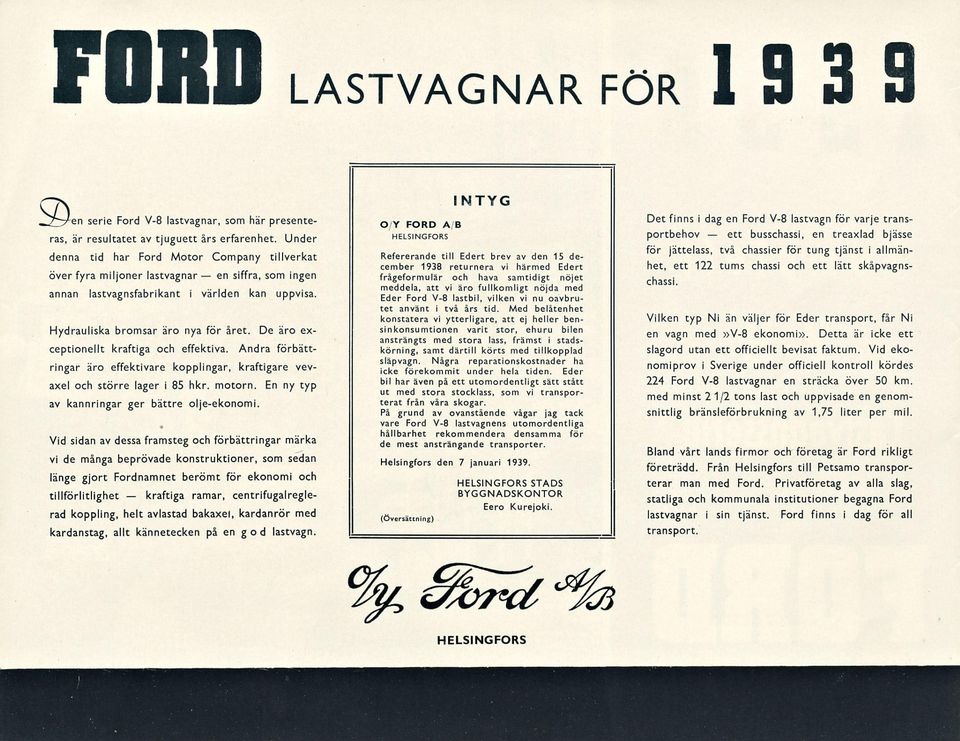 FORD LASTVAGNAR FÖR 1939
Den serie Ford V-8 lastvagnar, som här presente-
ras, är resultatet av tjuguett års erfarenhet. Under
denna tid har Ford Motor Company tillverkat
över fyra miljoner lastvagnar — en siffra, som ingen
annan lastvagnsfabrikant i världen kan uppvisa.
Hydrauliska bromsar äro nya för året. De äro ex-
ceptionellt kraftiga och effektiva. Andra förbätt-
ringar äro effektivare kopplingar, kraftigare vev-
axel och större lager i 85 hkr. motorn. En ny typ
av kannringar ger bättre olje-ekonomi.
Vid sidan av dessa framsteg och förbättringar märka
vi de många beprövade konstruktioner, som sedan
länge gjort Fordnamnet berömt för ekonomi och
tillförlitlighet — kraftiga ramar, centrifugalregle-
rad koppling, helt avlastad bakaxel, kardanrör med
kardanstag, allt kännetecken på en god lastvagn.
INTYG
O/Y FORD A/B
HELSINGFORS
Refererande till Edert brev av den 15 de-
cember 1938 returnera vi härmed Edert
frågeformulär och hava samtidigt nöjet
meddela, att vi äro fullkomligt nöjda med
Eder Ford V-8 lastbil, vilken vi nu oavbru-
tet använt i två års tid. Med belåtenhet
konstatera vi ytterligare, att ej heller ben-
sinkonsumtionen varit stor, ehuru bilen
ansträngts med stora lass, främst i stads-
körning, samt därtill körts med tillkopplad
släpvagn. Några reparationskostnader ha
icke förekommit under hela tiden. Eder
bil har även på ett utomordentligt sätt stått
ut med stora stocklass, som vi transpor-
terat från våra skogar.
På grund av ovanstående vågar jag tack
vare Ford V-8 lastvagnens utomordentliga
hållbarhet rekommendera densamma för
de mest ansträngande transporter.
Helsingfors den 7 januari 1939.
HELSINGFORS STADS
BYGGNADSKONTOR
Eero Kurejoki.
(Översättning)
Det finns i dag en Ford V-8 lastvagn för varje trans-
portbehov — ett busschassi, en treaxlad bjässe
för jättelass, två chassier för tung tjänst i allmän-
het, ett 122 tums chassi och ett lätt skåpvagns-
chassi.
Vilken typ Ni än väljer för Eder transport, får Ni
en vagn med »V-8 ekonomi». Detta är icke ett
slagord utan ett officiellt bevisat faktum. Vid eko-
nomiprov i Sverige under officiell kontroll kördes
224 Ford V-8 lastvagnar en sträcka över 50 km.
med minst 2 1/2 tons last och uppvisade en genom-
snittlig bränsleförbrukning av 1,75 liter per mil.
Bland vårt lands firmor och företag är Ford rikligt
företrädd. Från Helsingfors till Petsamo transpor-
terar man med Ford. Privatföretag av alla slag,
statliga och kommunala institutioner begagna Ford
lastvagnar i sin tjänst. Ford finns i dag för all
transport.
O/y Ford A/B
HELSINGFORS